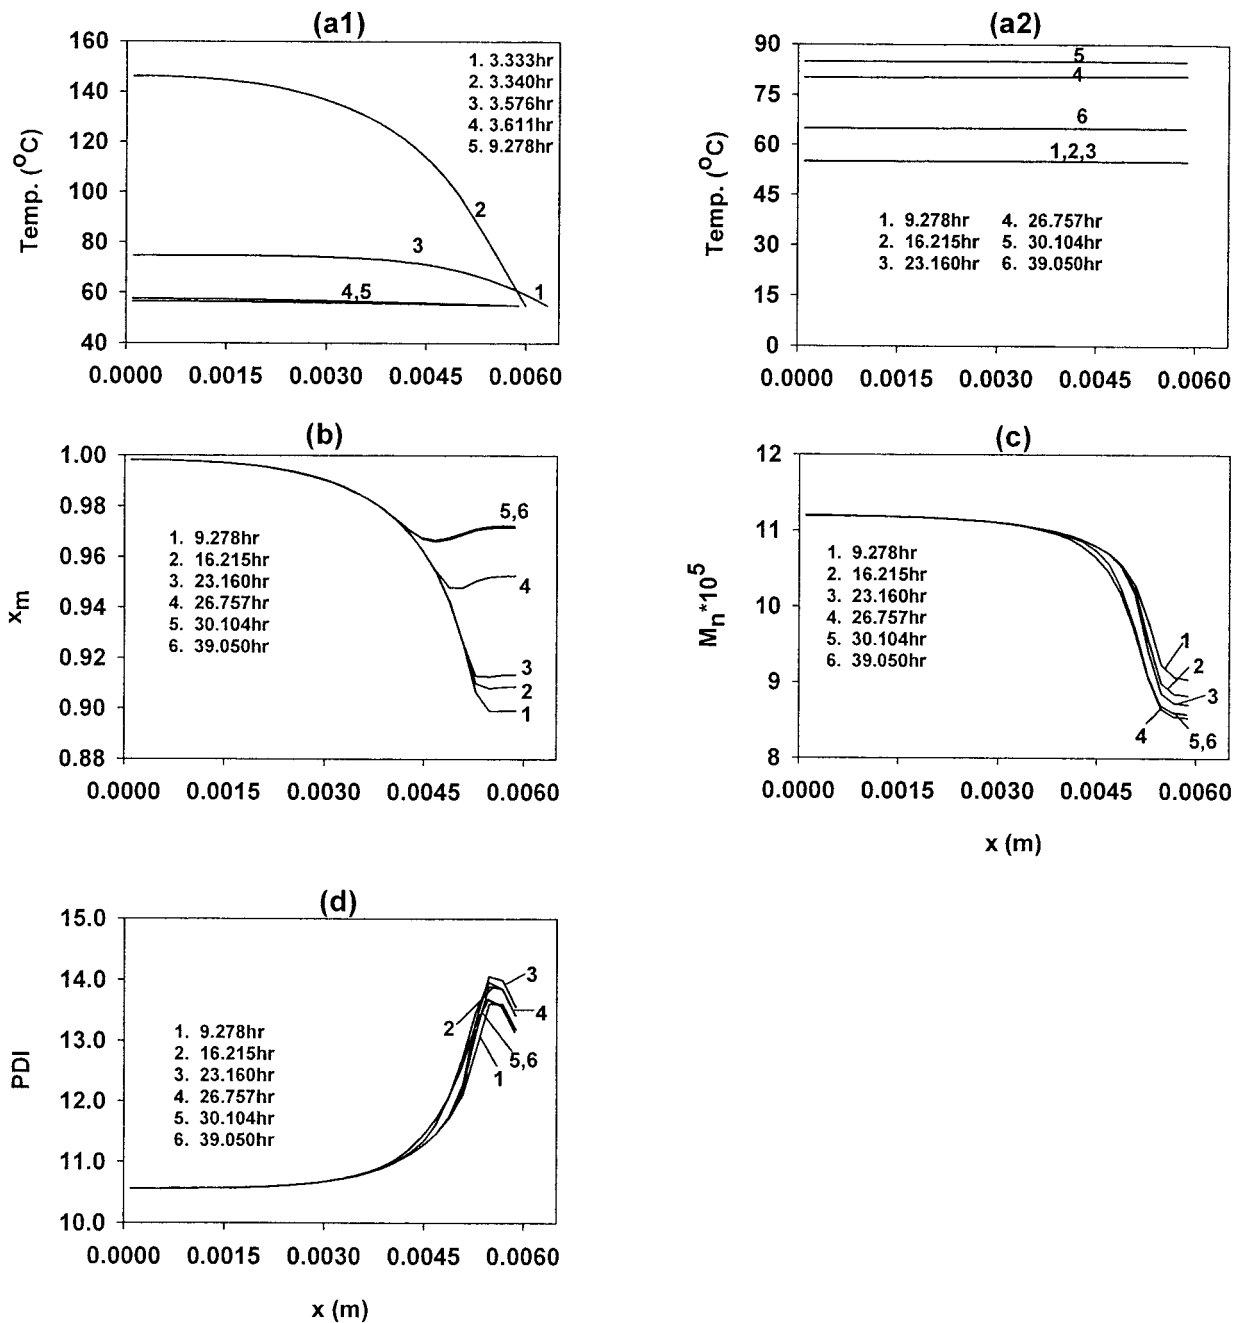 (a1)
160
140
120
100
80
60
40
Temp. (°C)
1. 3.333hr
2. 3.340hr
3. 3.576hr
4. 3.611hr
5. 9.278hr
2
3
4,5
1
0.0000 0.0015 0.0030 0.0045 0.0060
(a2)
90
75
60
45
30
15
0
Temp. (°C)
5
4
6
1,2,3
1. 9.278hr 4. 26.757hr
2. 16.215hr 5. 30.104hr
3. 23.160hr 6. 39.050hr
0.0000 0.0015 0.0030 0.0045 0.0060
(b)
1.00
0.98
0.96
0.94
0.92
0.90
0.88
xm
1. 9.278hr
2. 16.215hr
3. 23.160hr
4. 26.757hr
5. 30.104hr
6. 39.050hr
5,6
4
3
2
1
0.0000 0.0015 0.0030 0.0045 0.0060
(c)
12
11
10
9
8
Mn*10⁵
1. 9.278hr
2. 16.215hr
3. 23.160hr
4. 26.757hr
5. 30.104hr
6. 39.050hr
1
2
3
4
5,6
0.0000 0.0015 0.0030 0.0045 0.0060
x (m)
(d)
15.0
14.0
13.0
12.0
11.0
10.0
PDI
1. 9.278hr
2. 16.215hr
3. 23.160hr
4. 26.757hr
5. 30.104hr
6. 39.050hr
3
4
2
5,6
1
0.0000 0.0015 0.0030 0.0045 0.0060
x (m)